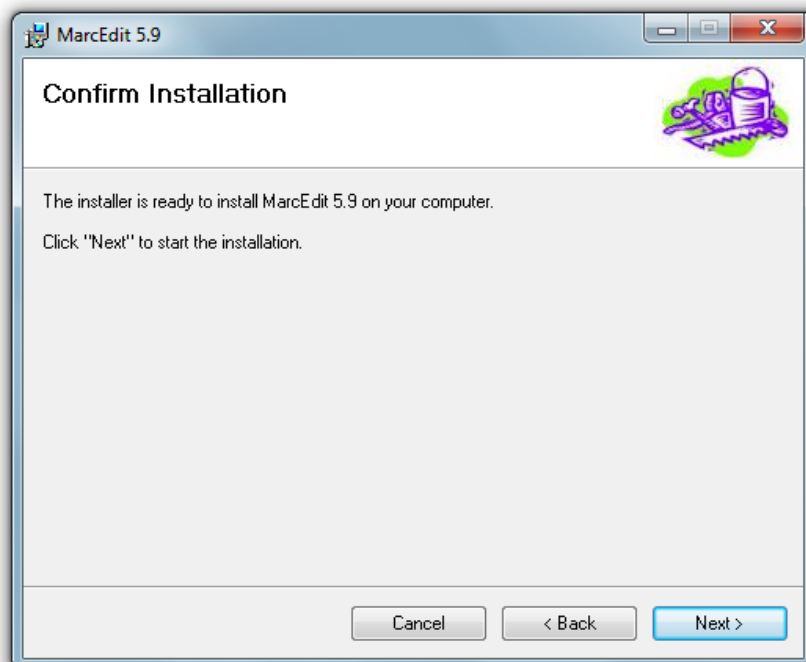 MarcEdit 5.9
Confirm Installation
The installer is ready to install MarcEdit 5.9 on your computer.
Click "Next" to start the installation.
Cancel
< Back
Next >